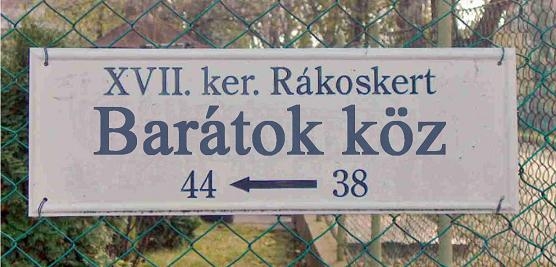 XVII. ker. Rákoskert
Barátok köz
44 ← 38